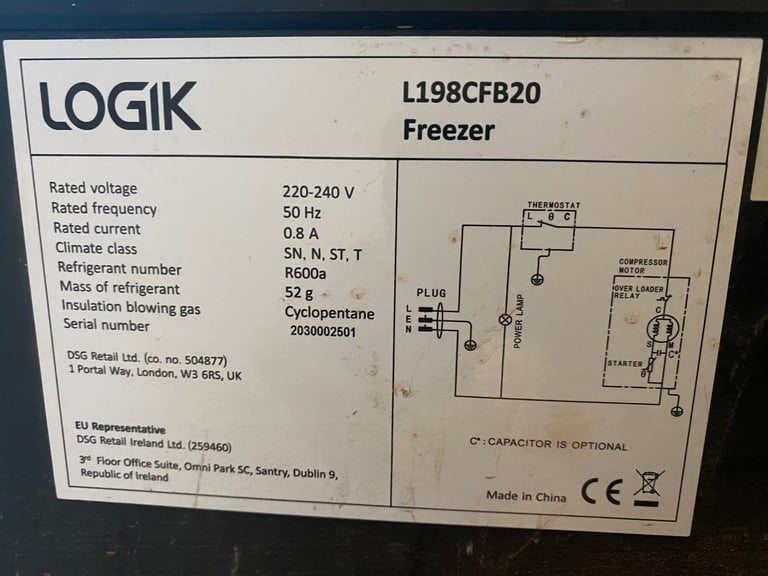 LOGIK
L198CFB20
Freezer
Rated voltage 220-240 V
Rated frequency 50 Hz
Rated current 0.8 A
Climate class SN, N, ST, T
Refrigerant number R600a
Mass of refrigerant 52 g
Insulation blowing gas Cyclopentane
Serial number 2030002501
DSG Retail Ltd. (co. no. 504877)
1 Portal Way, London, W3 6RS, UK
EU Representative
DSG Retail Ireland Ltd. (259460)
3rd Floor Office Suite, Omni Park SC, Santry, Dublin 9,
Republic of Ireland
THERMOSTAT
L θ C
COMPRESSOR
MOTOR
OVER LOADER
RELAY
C
S M
C*
STARTER
θ
PLUG
L
E
N
POWER LAMP
C*:CAPACITOR IS OPTIONAL
Made in China CE